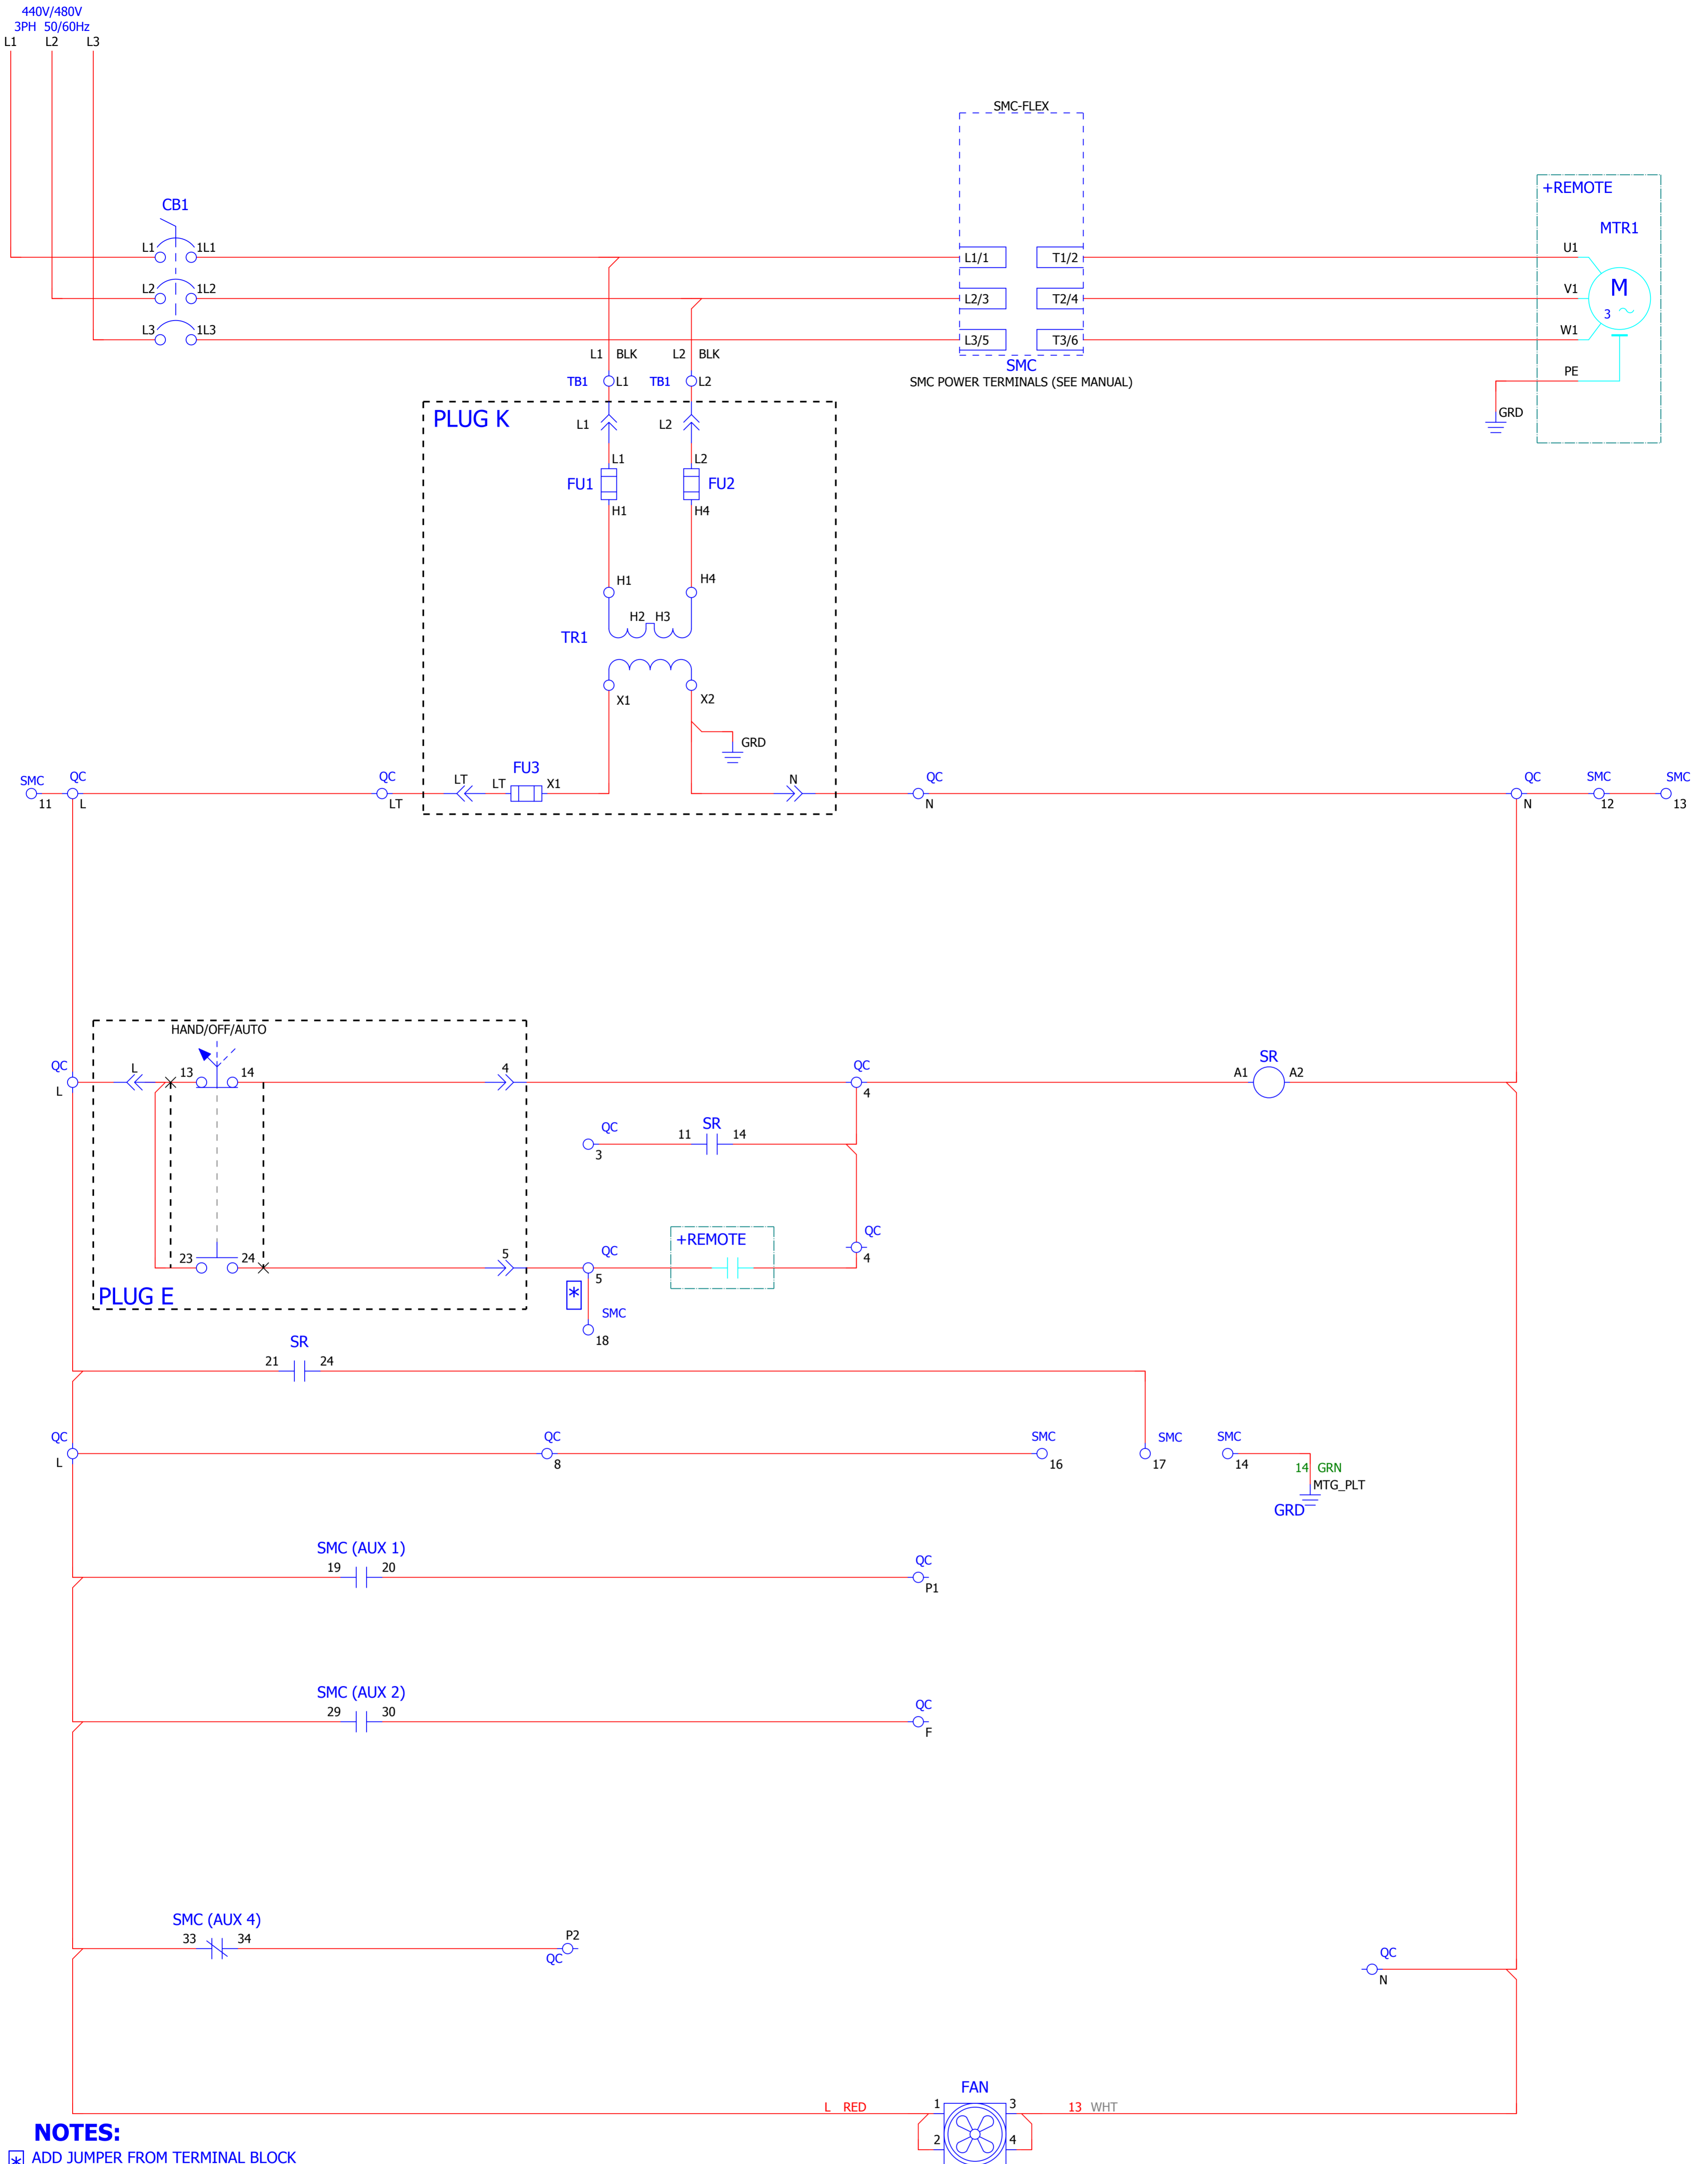 440V/480V
3PH 50/60Hz
L1 L2 L3
SMC-FLEX
+REMOTE
CB1
MTR1
L1 1L1
L1/1 T1/2
U1
L2 1L2
L2/3 T2/4
V1
M
3
L3 1L3
L3/5 T3/6
W1
SMC
SMC POWER TERMINALS (SEE MANUAL)
PE
GRD
L1 BLK L2 BLK
TB1 L1 TB1 L2
PLUG K
L1 L2
L1 L2
FU1 FU2
H1 H4
H1 H4
H2 H3
TR1
X1 X2
GRD
SMC QC QC LT LT FU3 X1 N QC QC SMC SMC
11 L LT N N 12 13
HAND/OFF/AUTO
QC L 13 14 4 QC SR
L 4 A1 A2
QC SR
11 14
3
QC
4
+REMOTE
23 24 5 QC
5
PLUG E
*
SMC
18
SR
21 24
QC QC SMC SMC SMC
L 8 16 17 14
14 GRN
MTG_PLT
GRD
SMC (AUX 1)
19 20 QC
P1
SMC (AUX 2)
29 30 QC
F
SMC (AUX 4)
33 34 P2
QC
QC
N
FAN
L RED 1 3 13 WHT
2 4
NOTES:
* ADD JUMPER FROM TERMINAL BLOCK